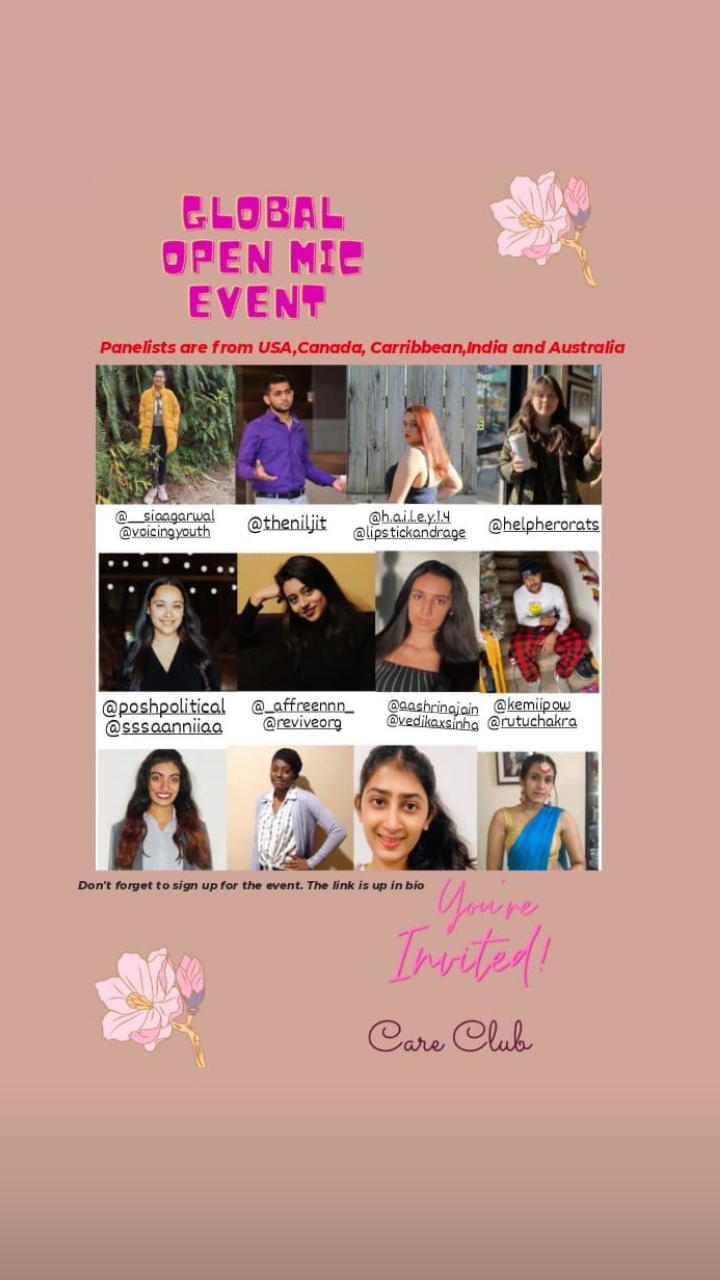 GLOBAL
OPEN MIC
EVENT
Panelists are from USA,Canada, Carribbean,India and Australia
@__siaagarwal
@voicingyouth
@theniljit
@h.a.i.l.e.y.1.4
@lipstickandrage
@helpherorats
@poshpolitical
@sssaanniiaa
@_affreennn_
@reviveorg
@aashrinajain
@vedikaxsinha
@kemiipow
@rutuchakra
Don't forget to sign up for the event. The link is up in bio
You're
Invited!
Care Club